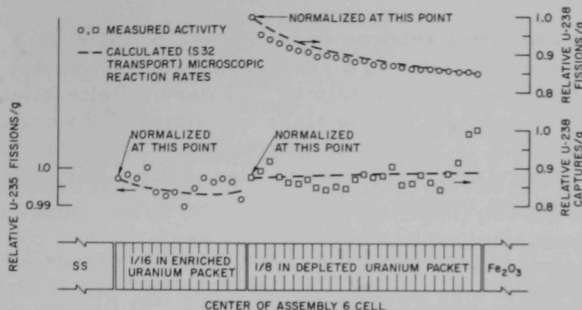 ○, □ MEASURED ACTIVITY
--- CALCULATED (S32 TRANSPORT) MICROSCOPIC REACTION RATES
NORMALIZED AT THIS POINT
1.0
0.9
0.8
RELATIVE U-238 FISSIONS/g
NORMALIZED AT THIS POINT
NORMALIZED AT THIS POINT
RELATIVE U-235 FISSIONS/g
1.0
0.99
1.0
0.9
0.8
RELATIVE U-238 CAPTURES/g
SS
1/16 IN ENRICHED URANIUM PACKET
1/8 IN DEPLETED URANIUM PACKET
Fe2O3
CENTER OF ASSEMBLY 6 CELL